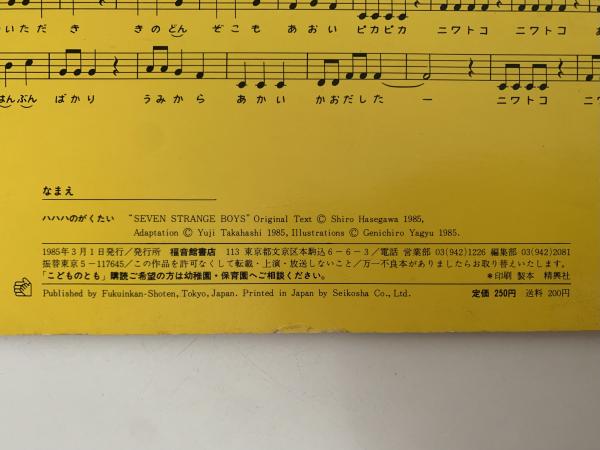 いただ き きのどん ぞこも あおい ピカピカ ニワトコ ニワトコ
はんぶん ばかり うみから あかい かおだした ー ニワトコ
なまえ
ハハハのがくたい "SEVEN STRANGE BOYS" Original Text © Shiro Hasegawa 1985,
Adaptation © Yuji Takahashi 1985, Illustrations © Genichiro Yagyu 1985.
1985年3月1日発行／発行所 福音館書店 113 東京都文京区本駒込6－6－3／電話 営業部 03(942)1226 編集部 03(942)2081
振替東京5－117645／この作品を許可なくして転載・上演・放送しないこと／万一不良本がありましたらお取り替えいたします。
「こどものとも」購読ご希望の方は幼稚園・保育園へご相談ください。 ＊印刷 製本 精興社
Published by Fukuinkan-Shoten, Tokyo, Japan. Printed in Japan by Seikosha Co., Ltd. 定価 250円 送料 200円